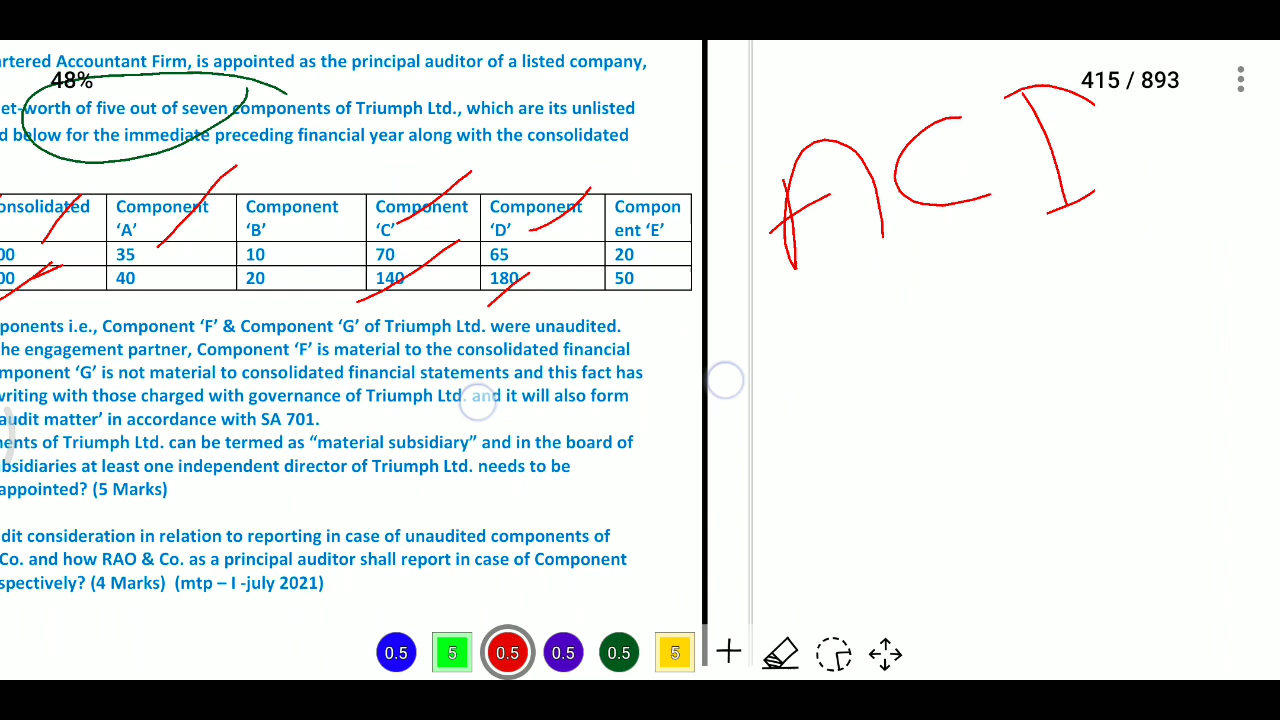 artered Accountant Firm, is appointed as the principal auditor of a listed company,
48%
415 / 893
et-worth of five out of seven components of Triumph Ltd., which are its unlisted
d below for the immediate preceding financial year along with the consolidated
ACI
onsolidated Component ‘A’ Component ‘B’ Component ‘C’ Component ‘D’ Compon ent ‘E’
00 35 10 70 65 20
00 40 20 140 180 50
ponents i.e., Component ‘F’ & Component ‘G’ of Triumph Ltd. were unaudited.
he engagement partner, Component ‘F’ is material to the consolidated financial
mponent ‘G’ is not material to consolidated financial statements and this fact has
writing with those charged with governance of Triumph Ltd. and it will also form
audit matter’ in accordance with SA 701.
nents of Triumph Ltd. can be termed as “material subsidiary” and in the board of
ubsidiaries at least one independent director of Triumph Ltd. needs to be
appointed? (5 Marks)
dit consideration in relation to reporting in case of unaudited components of
Co. and how RAO & Co. as a principal auditor shall report in case of Component
spectively? (4 Marks) (mtp – I -july 2021)
0.5 5 0.5 0.5 0.5 5